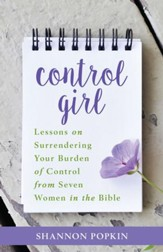 control
girl
Lessons on
Surrendering
Your Burden
of Control
from Seven
Women in the Bible
SHANNON POPKIN